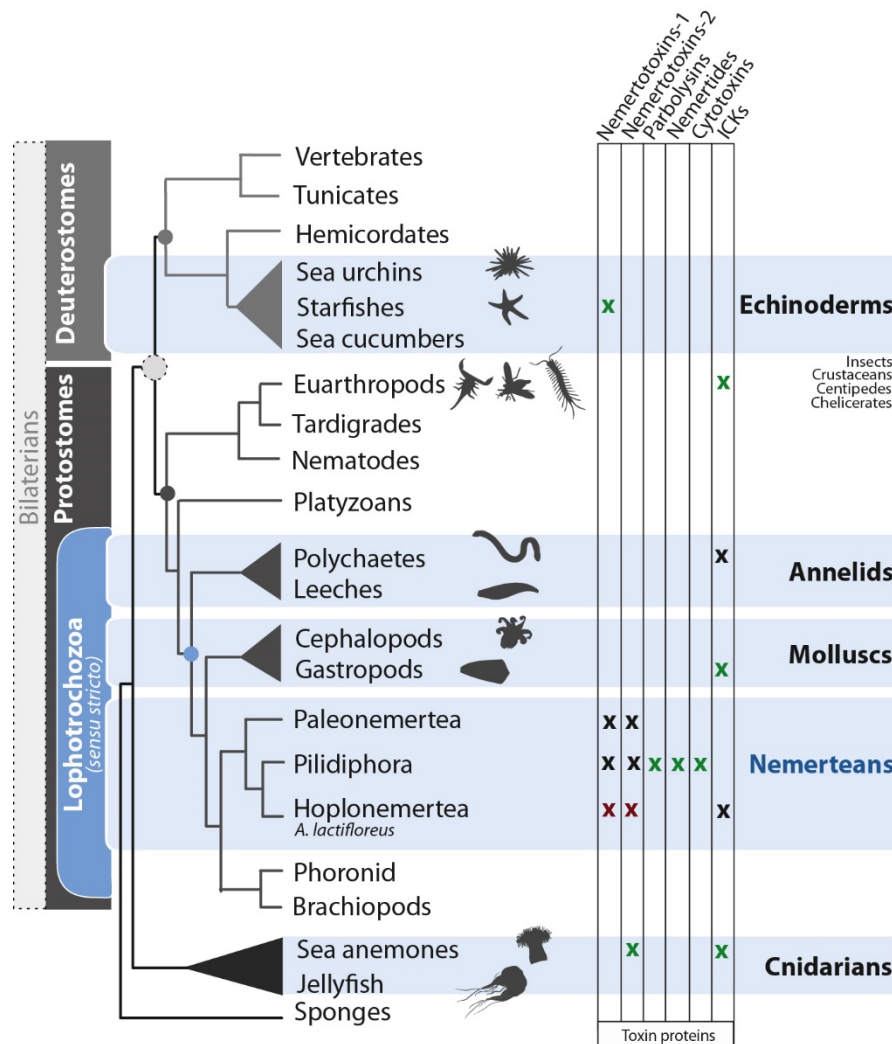 Nemertotoxins-1
Nemertotoxins-2
Parbolysins
Nemertides
Cytotoxins
ICKs
Bilaterians
Deuterostomes
Protostomes
Lophotrochozoa
(sensu stricto)
Vertebrates
Tunicates
Hemicordates
Sea urchins
Starfishes x
Sea cucumbers
Echinoderms
Euarthropods x
Insects
Crustaceans
Centipedes
Chelicerates
Tardigrades
Nematodes
Platyzoans
Polychaetes x
Leeches
Annelids
Cephalopods
Gastropods x
Molluscs
Paleonemertea x x
Pilidiphora x x x x x
Nemerteans
Hoplonemertea x x x
A. lactifloreus
Phoronid
Brachiopods
Sea anemones x x
Jellyfish
Cnidarians
Sponges
Toxin proteins